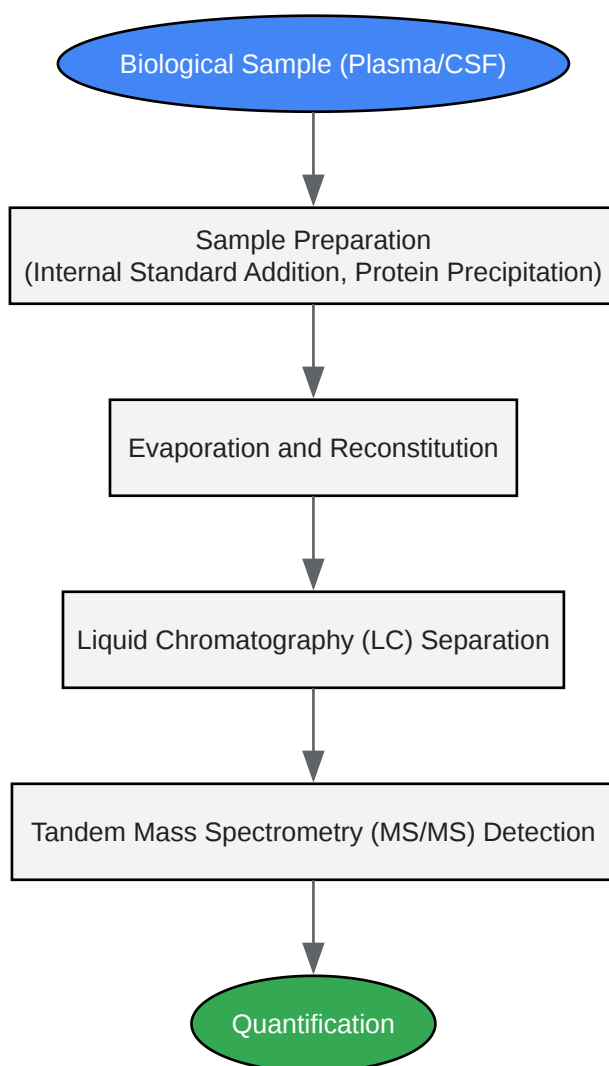 Biological Sample (Plasma/CSF)
Sample Preparation
(Internal Standard Addition, Protein Precipitation)
Evaporation and Reconstitution
Liquid Chromatography (LC) Separation
Tandem Mass Spectrometry (MS/MS) Detection
Quantification